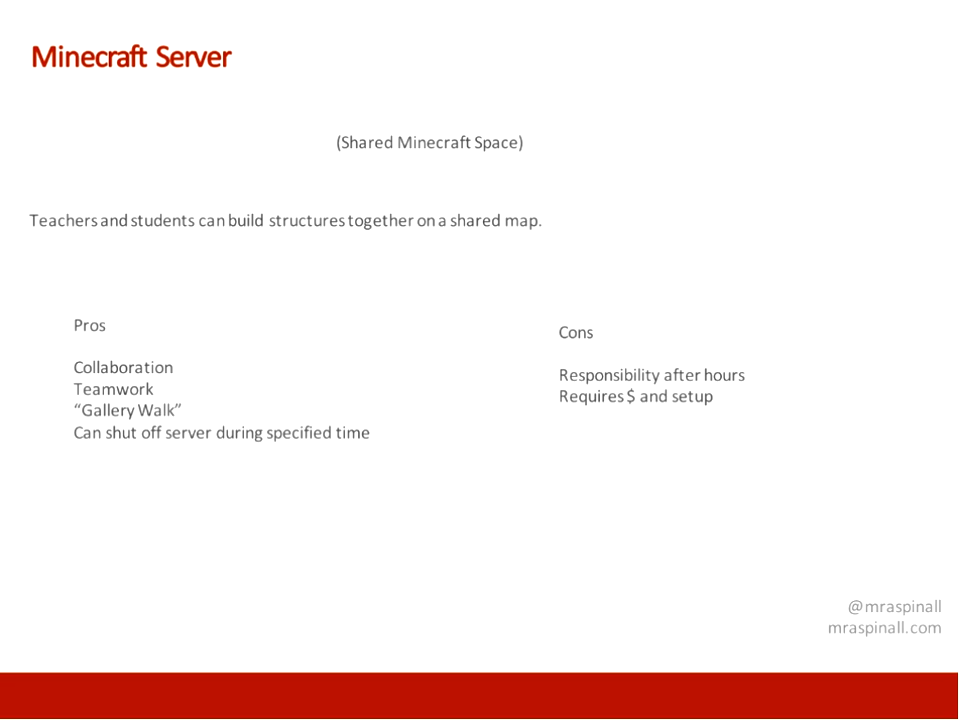 Minecraft Server
(Shared Minecraft Space)
Teachers and students can build structures together on a shared map.
Pros
Collaboration
Teamwork
“Gallery Walk”
Can shut off server during specified time
Cons
Responsibility after hours
Requires $ and setup
@mraspinall
mraspinall.com